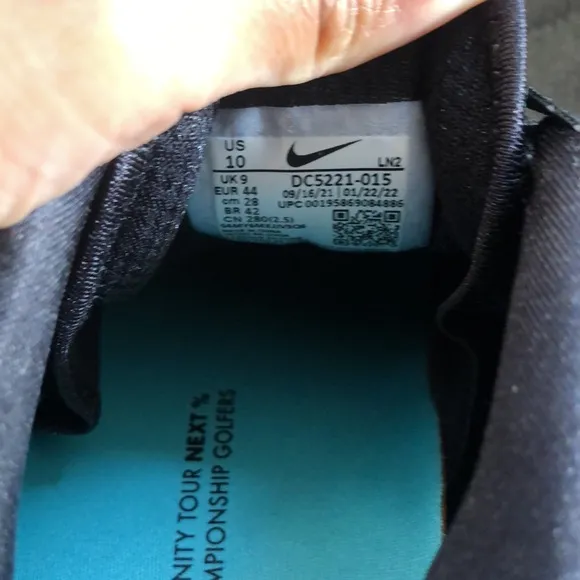 US
10
LN2
UK 9
EUR 44
cm 28
BR 42
CN 280(2.5)
DC5221-015
09/16/21 01/22/22
UPC 00195869084886
NITY TOUR NEXT %
MPIONSHIP GOLFERS